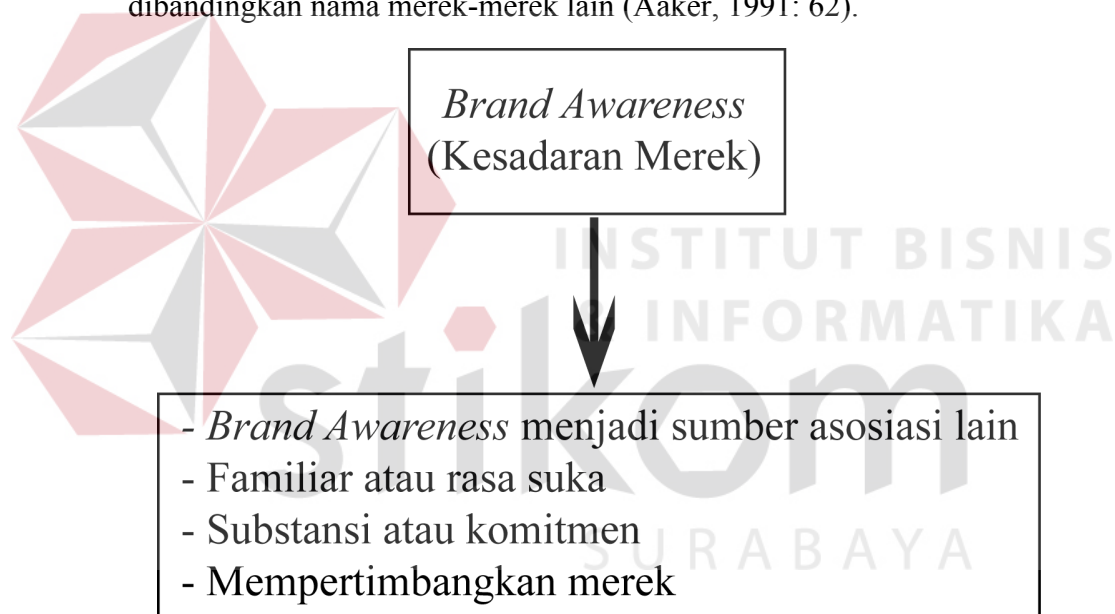 dibandingkan nama merek-merek lain (Aaker, 1991: 62).
Brand Awareness
(Kesadaran Merek)
INSTITUT BISNIS
& INFORMATIKA
stikom
SURABAYA
- Brand Awareness menjadi sumber asosiasi lain
- Familiar atau rasa suka
- Substansi atau komitmen
- Mempertimbangkan merek